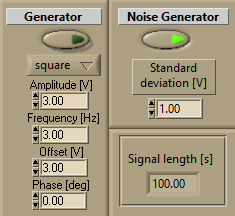 Generator
square
Amplitude [V]
3.00
Frequency [Hz]
3.00
Offset [V]
3.00
Phase [deg]
0.00
Noise Generator
Standard
deviation [V]
1.00
Signal length [s]
100.00